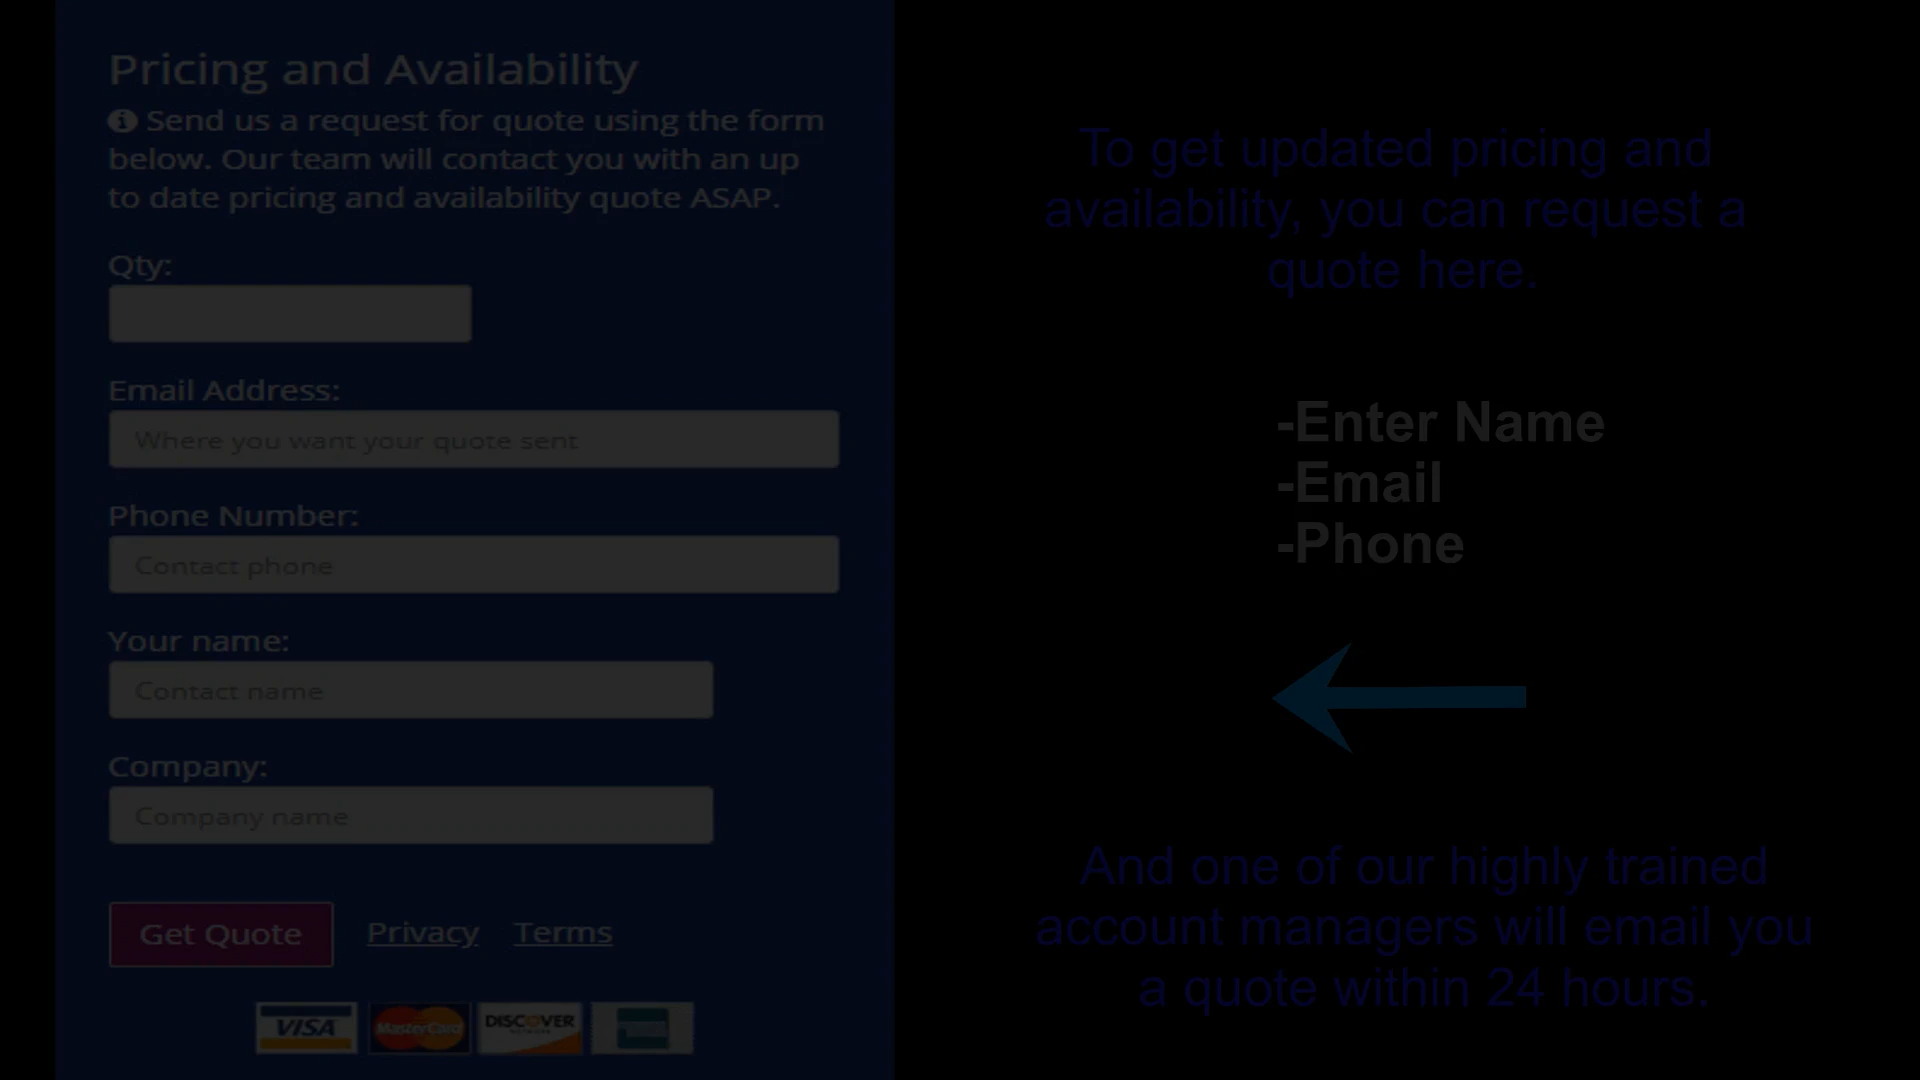 Pricing and Availability
Send us a request for quote using the form
below. Our team will contact you with an up
to date pricing and availability quote ASAP.
Qty:
Email Address:
Where you want your quote sent
Phone Number:
Contact phone
Your name:
Contact name
Company:
Company name
Get Quote Privacy Terms
VISA MasterCard DISCOVER
To get updated pricing and
availability, you can request a
quote here.
-Enter Name
-Email
-Phone
And one of our highly trained
account managers will email you
a quote within 24 hours.